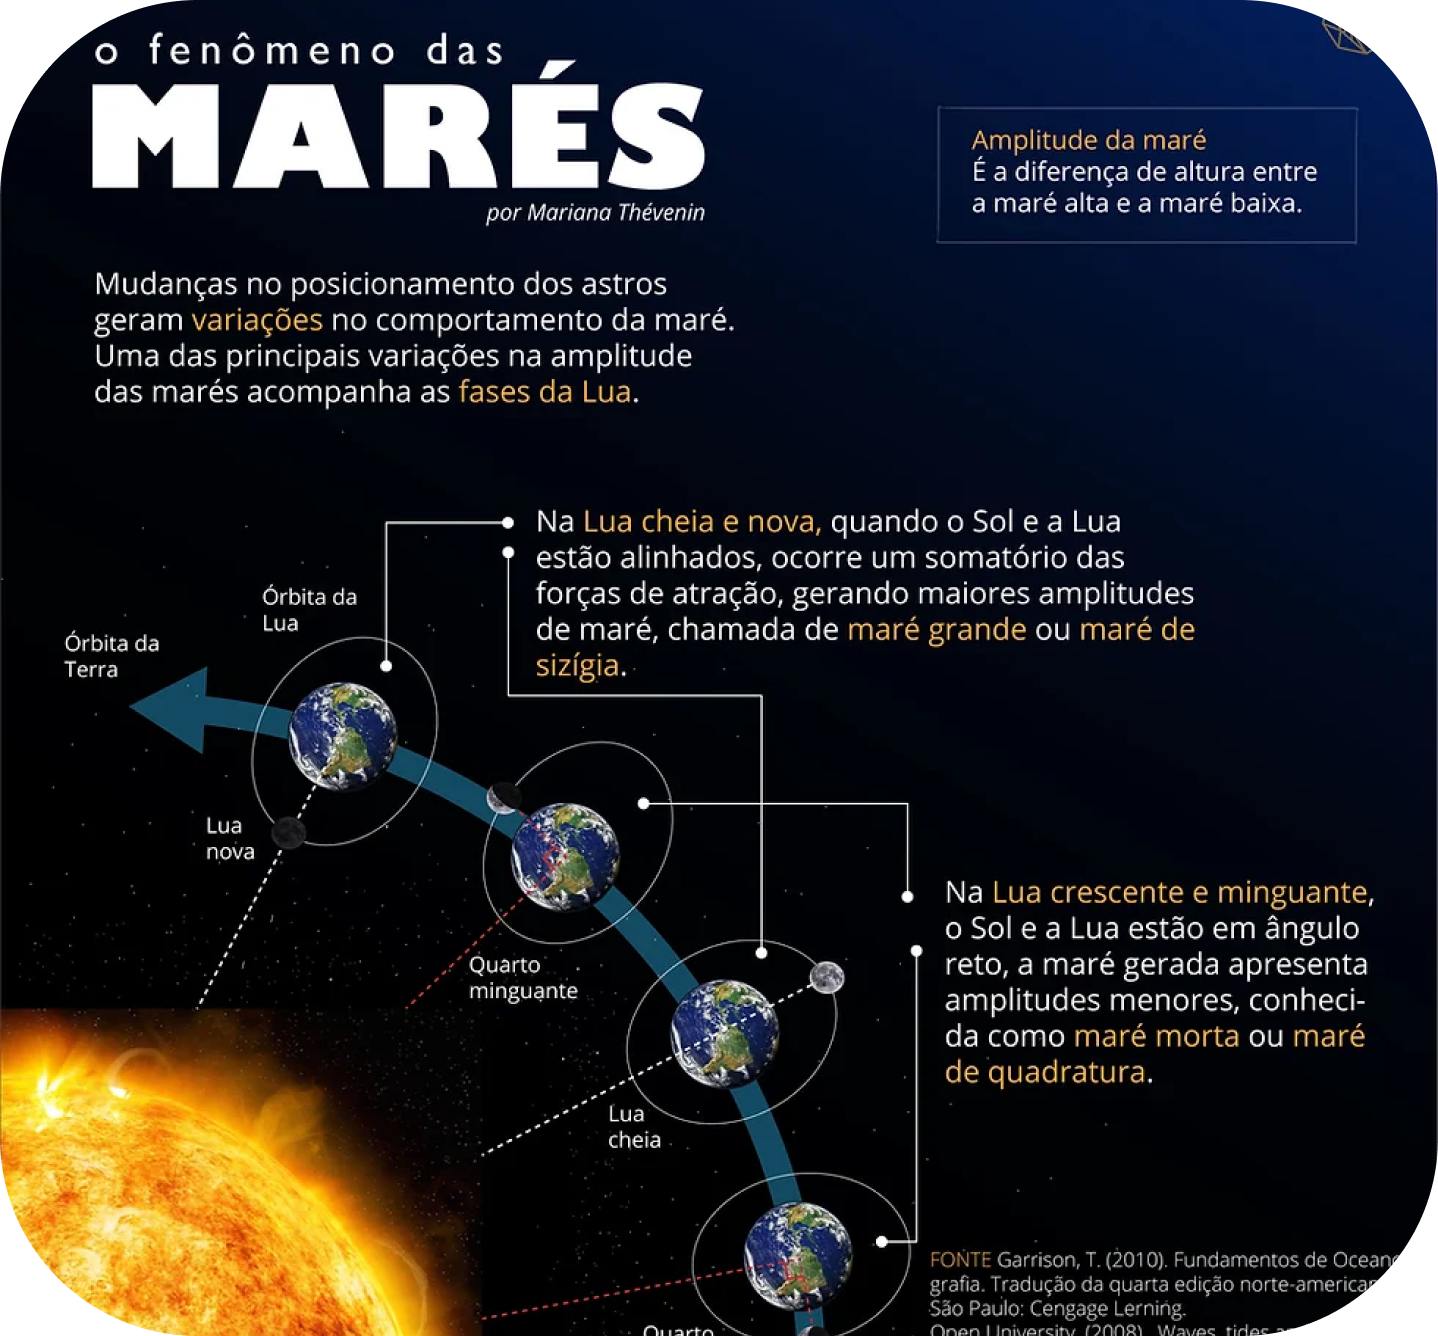 o fenômeno das
MARÉS
por Mariana Thévenin
Amplitude da maré
É a diferença de altura entre
a maré alta e a maré baixa.
Mudanças no posicionamento dos astros
geram variações no comportamento da maré.
Uma das principais variações na amplitude
das marés acompanha as fases da Lua.
Na Lua cheia e nova, quando o Sol e a Lua
estão alinhados, ocorre um somatório das
forças de atração, gerando maiores amplitudes
de maré, chamada de maré grande ou maré de
sizígia.
Órbita da
Lua
Órbita da
Terra
Lua
nova
Quarto
minguante
Na Lua crescente e minguante,
o Sol e a Lua estão em ângulo
reto, a maré gerada apresenta
amplitudes menores, conheci-
da como maré morta ou maré
de quadratura.
Lua
cheia
Quarto
FONTE Garrison, T. (2010). Fundamentos de Oceano
grafia. Tradução da quarta edição norte-american
São Paulo: Cengage Lerning.
Open University. (2008). Waves, tides